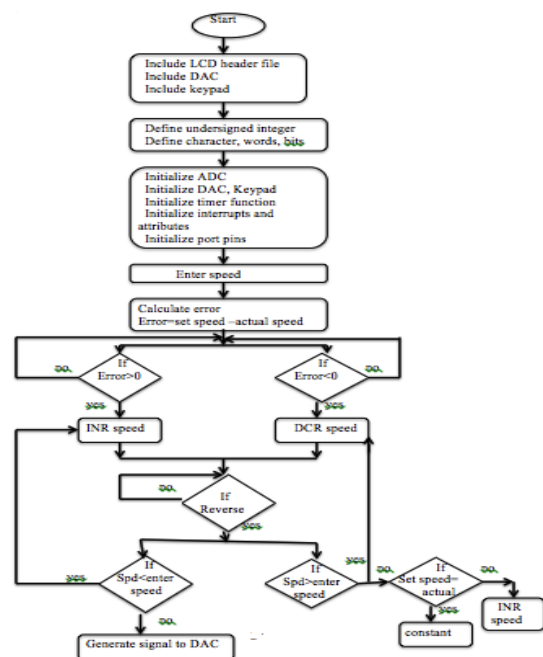 Start
Include LCD header file
Include DAC
Include keypad
Define undersigned integer
Define character, words, bits
Initialize ADC
Initialize DAC, Keypad
Initialize timer function
Initialize interrupts and
attributes
Initialize port pins
Enter speed
Calculate error
Error=set speed –actual speed
If
Error>0
no
yes
If
Error<0
no
yes
INR speed
DCR speed
If
Reverse
no
yes
If
Spd<enter
speed
yes
no
If
Spd>enter
speed
yes
no
If
Set speed=
actual
no
yes
Generate signal to DAC
constant
INR
speed